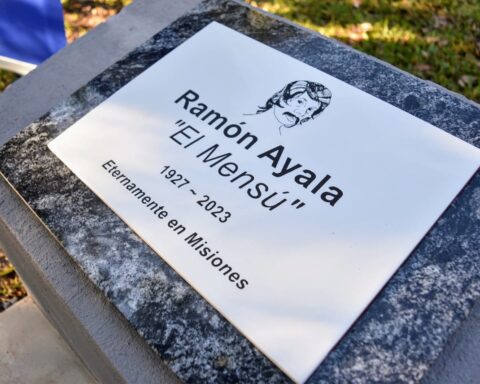 Ramón Ayala
"El Mensú"
1927 ~ 2023
Eternamente en Misiones